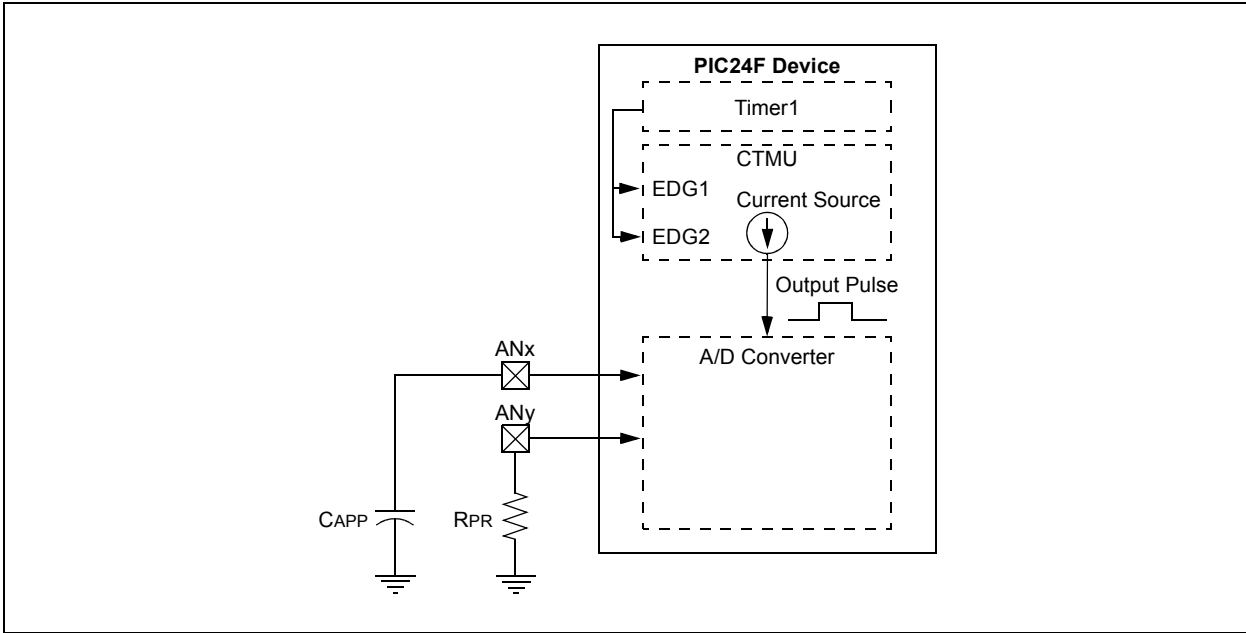 PIC24F Device
Timer1
CTMU
EDG1
Current Source
EDG2
Output Pulse
ANx
A/D Converter
ANy
CAPP
RPR